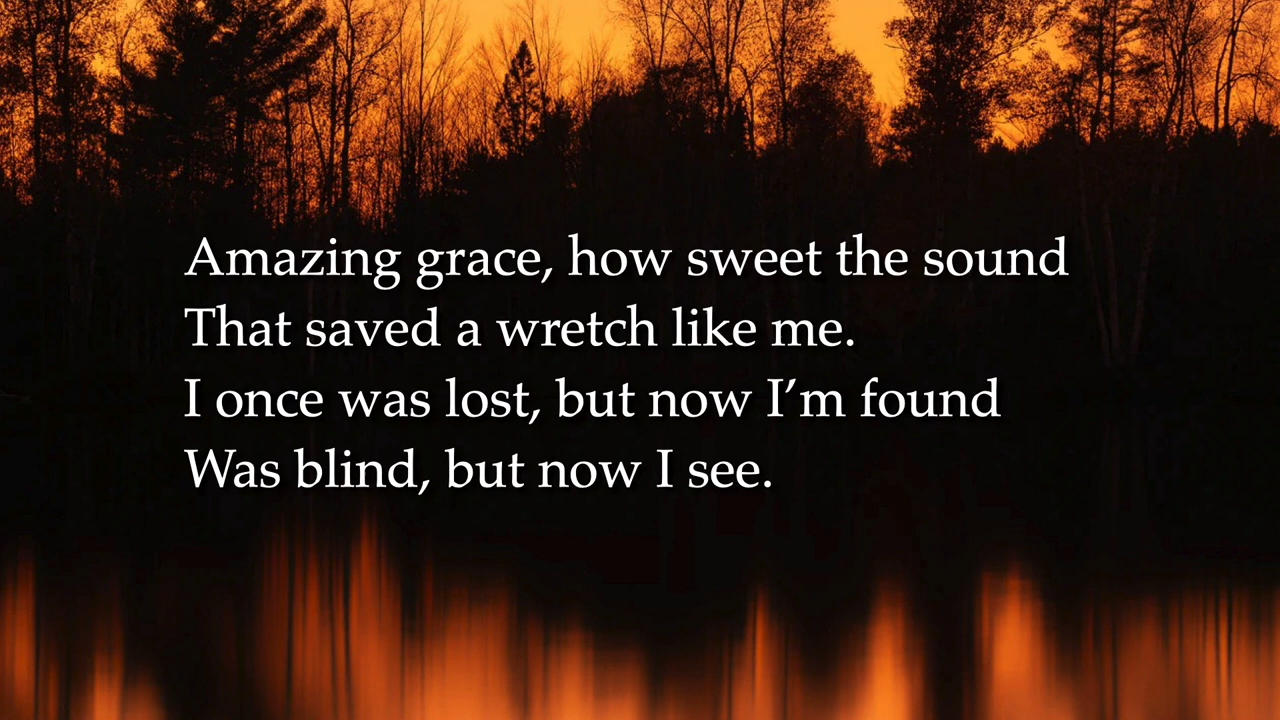 Amazing grace, how sweet the sound
That saved a wretch like me.
I once was lost, but now I’m found
Was blind, but now I see.